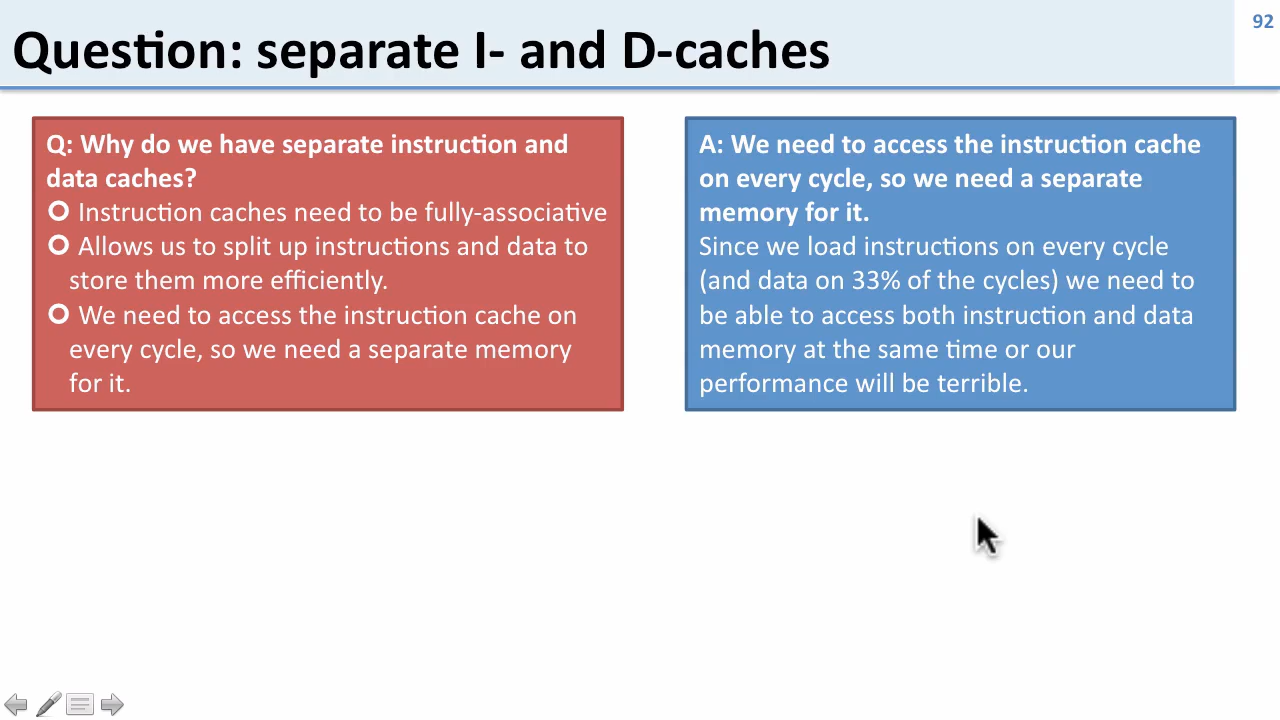 92
Question: separate I- and D-caches
Q: Why do we have separate instruction and
data caches?
Instruction caches need to be fully-associative
Allows us to split up instructions and data to
store them more efficiently.
We need to access the instruction cache on
every cycle, so we need a separate memory
for it.
A: We need to access the instruction cache
on every cycle, so we need a separate
memory for it.
Since we load instructions on every cycle
(and data on 33% of the cycles) we need to
be able to access both instruction and data
memory at the same time or our
performance will be terrible.